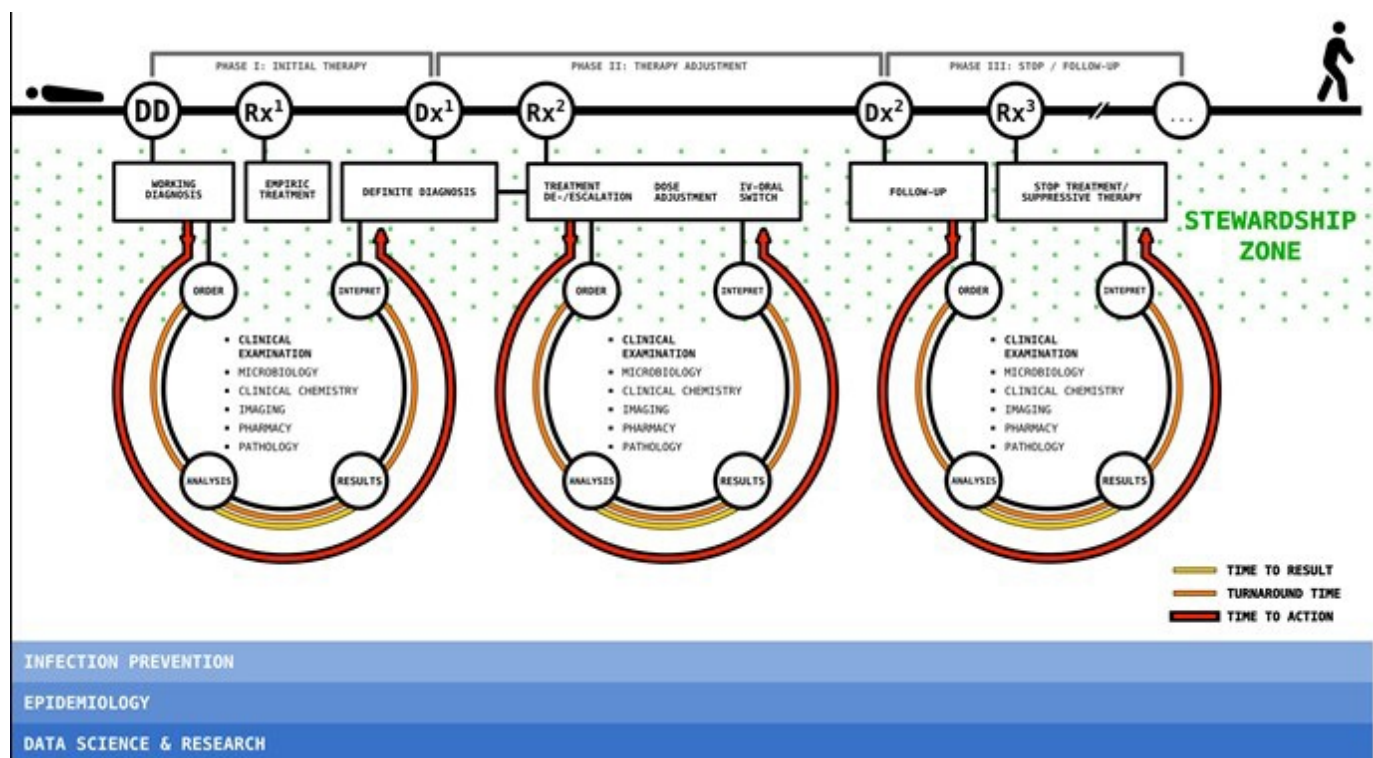 PHASE I: INITIAL THERAPY
PHASE II: THERAPY ADJUSTMENT
PHASE III: STOP / FOLLOW-UP
DD
Rx¹
Dx¹
Rx²
Dx²
Rx³
...
WORKING
DIAGNOSIS
EMPIRIC
TREATMENT
DEFINITE DIAGNOSIS
TREATMENT
DE-/ESCALATION
DOSE
ADJUSTMENT
IV-ORAL
SWITCH
FOLLOW-UP
STOP TREATMENT/
SUPPRESSIVE THERAPY
STEWARDSHIP
ZONE
ORDER
INTEPRET
• CLINICAL
EXAMINATION
• MICROBIOLOGY
• CLINICAL CHEMISTRY
• IMAGING
• PHARMACY
• PATHOLOGY
ANALYSIS
RESULTS
ORDER
INTEPRET
• CLINICAL
EXAMINATION
• MICROBIOLOGY
• CLINICAL CHEMISTRY
• IMAGING
• PHARMACY
• PATHOLOGY
ANALYSIS
RESULTS
ORDER
INTEPRET
• CLINICAL
EXAMINATION
• MICROBIOLOGY
• CLINICAL CHEMISTRY
• IMAGING
• PHARMACY
• PATHOLOGY
ANALYSIS
RESULTS
TIME TO RESULT
TURNAROUND TIME
TIME TO ACTION
INFECTION PREVENTION
EPIDEMIOLOGY
DATA SCIENCE & RESEARCH